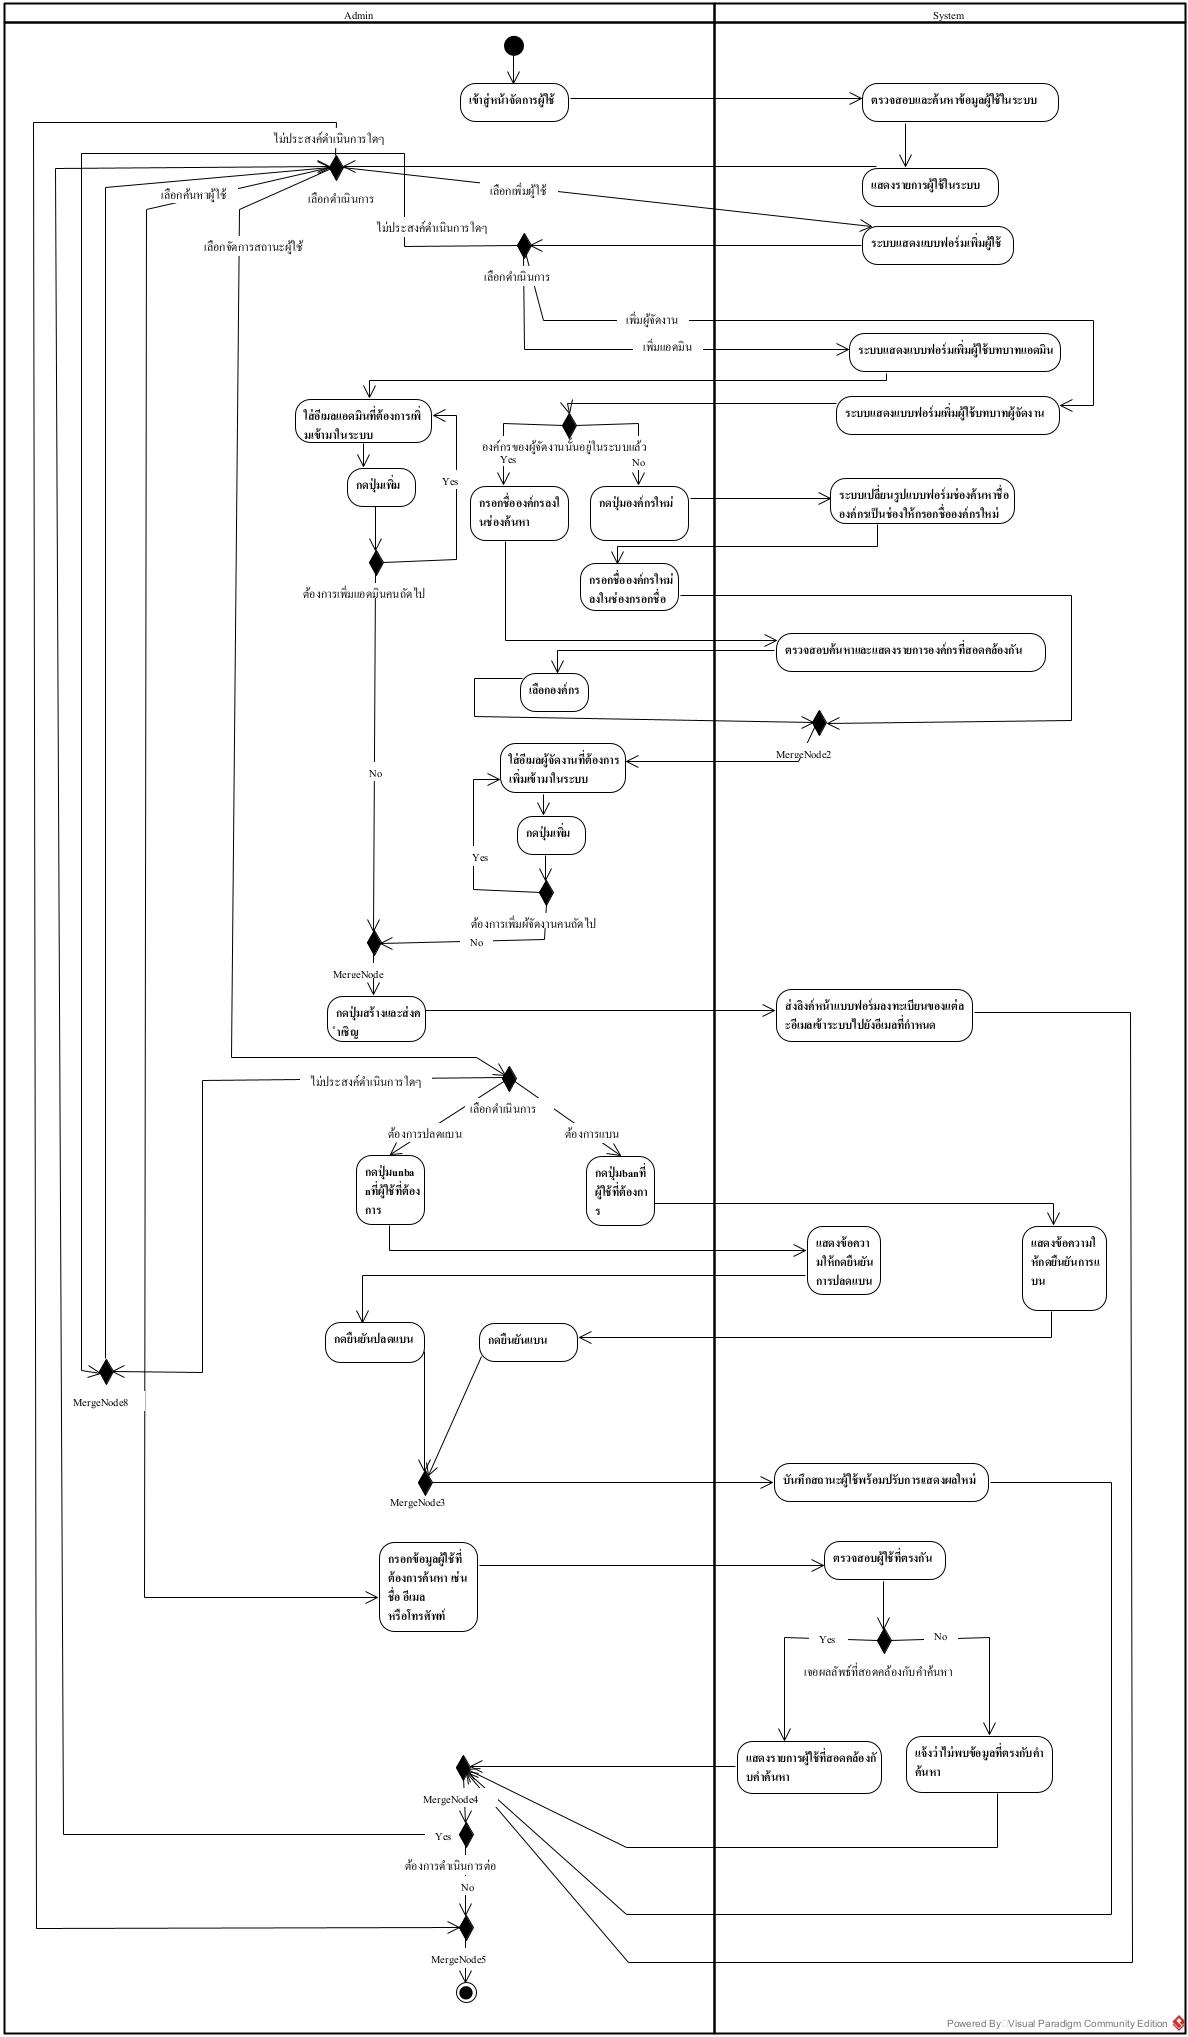 Admin
System
เข้าสู่หน้าจัดการผู้ใช้
ตรวจสอบและค้นหาข้อมูลผู้ใช้ในระบบ
ไม่ประสงค์ดำเนินการใดๆ
แสดงรายการผู้ใช้ในระบบ
เลือกค้นหาผู้ใช้
เลือกดำเนินการ
เลือกเพิ่มผู้ใช้
ไม่ประสงค์ดำเนินการใดๆ
ระบบแสดงแบบฟอร์มเพิ่มผู้ใช้
เลือกจัดการสถานะผู้ใช้
เลือกดำเนินการ
เพิ่มผู้จัดงาน
เพิ่มแอดมิน
ระบบแสดงแบบฟอร์มเพิ่มผู้ใช้บทบาทแอดมิน
ใส่อีเมลแอดมินที่ต้องการเพิ่
มเข้ามาในระบบ
ระบบแสดงแบบฟอร์มเพิ่มผู้ใช้บทบาทผู้จัดงาน
องค์กรของผู้จัดงานนั้นอยู่ในระบบแล้ว
Yes
No
กดปุ่มเพิ่ม
Yes
กรอกชื่อองค์กรลงใ
นช่องค้นหา
กดปุ่มองค์กรใหม่
ระบบเปลี่ยนรูปแบบฟอร์มช่องค้นหาชื่อ
องค์กรเป็นช่องให้กรอกชื่อองค์กรใหม่
ต้องการเพิ่มแอดมินคนถัดไป
กรอกชื่อองค์กรใหม่
ลงในช่องกรอกชื่อ
ตรวจสอบค้นหาและแสดงรายการองค์กรที่สอดคล้องกัน
เลือกองค์กร
MergeNode2
ใส่อีเมลผู้จัดงานที่ต้องการ
เพิ่มเข้ามาในระบบ
No
กดปุ่มเพิ่ม
Yes
ต้องการเพิ่มผู้จัดงานคนถัดไป
No
MergeNode
กดปุ่มสร้างและส่งค
ำเชิญ
ส่งลิงค์หน้าแบบฟอร์มลงทะเบียนของแต่ล
ะอีเมลเข้าระบบไปยังอีเมลที่กำหนด
ไม่ประสงค์ดำเนินการใดๆ
เลือกดำเนินการ
ต้องการปลดแบน
ต้องการแบน
กดปุ่มunba
nที่ผู้ใช้ที่ต้อง
การ
กดปุ่มbanที่
ผู้ใช้ที่ต้องกา
ร
แสดงข้อควา
มให้กดยืนยัน
การปลดแบน
แสดงข้อความใ
ห้กดยืนยันการแ
บน
กดยืนยันปลดแบน
กดยืนยันแบน
MergeNode8
MergeNode3
บันทึกสถานะผู้ใช้พร้อมปรับการแสดงผลใหม่
กรอกข้อมูลผู้ใช้ที่
ต้องการค้นหา เช่น
ชื่อ อีเมล
หรือโทรศัพท์
ตรวจสอบผู้ใช้ที่ตรงกัน
Yes
No
เจอผลลัพธ์ที่สอดคล้องกับคำค้นหา
แสดงรายการผู้ใช้ที่สอดคล้องกั
บคำค้นหา
แจ้งว่าไม่พบข้อมูลที่ตรงกับคำ
ค้นหา
MergeNode4
Yes
ต้องการดำเนินการต่อ
No
MergeNode5
Powered By Visual Paradigm Community Edition